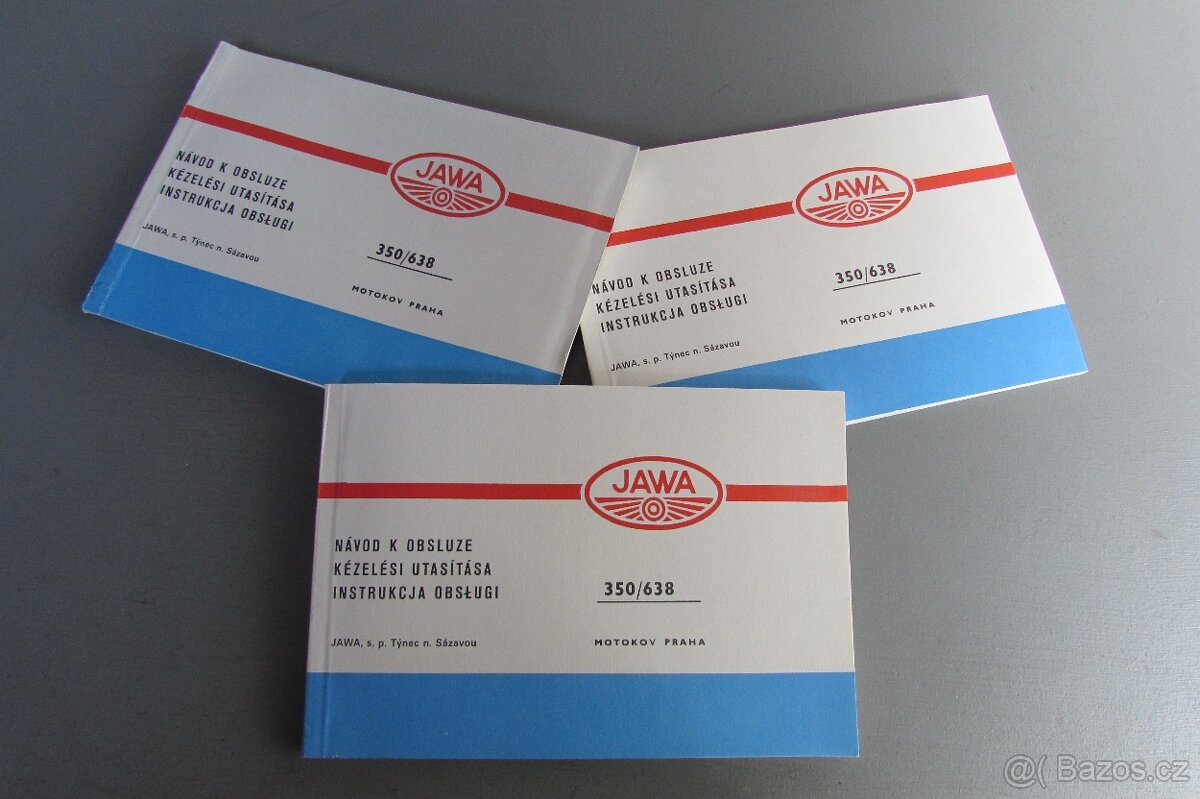 JAWA
NÁVOD K OBSLUZE
KÉZELÉSI UTASÍTÁSA
INSTRUKCJA OBSŁUGI
JAWA, s. p. Týnec n. Sázavou
350/638
MOTOKOV PRAHA
JAWA
NÁVOD K OBSLUZE
KÉZELÉSI UTASÍTÁSA
INSTRUKCJA OBSŁUGI
JAWA, s. p. Týnec n. Sázavou
350/638
MOTOKOV PRAHA
JAWA
NÁVOD K OBSLUZE
KÉZELÉSI UTASÍTÁSA
INSTRUKCJA OBSŁUGI
JAWA, s. p. Týnec n. Sázavou
350/638
MOTOKOV PRAHA
@( Bazos.cz